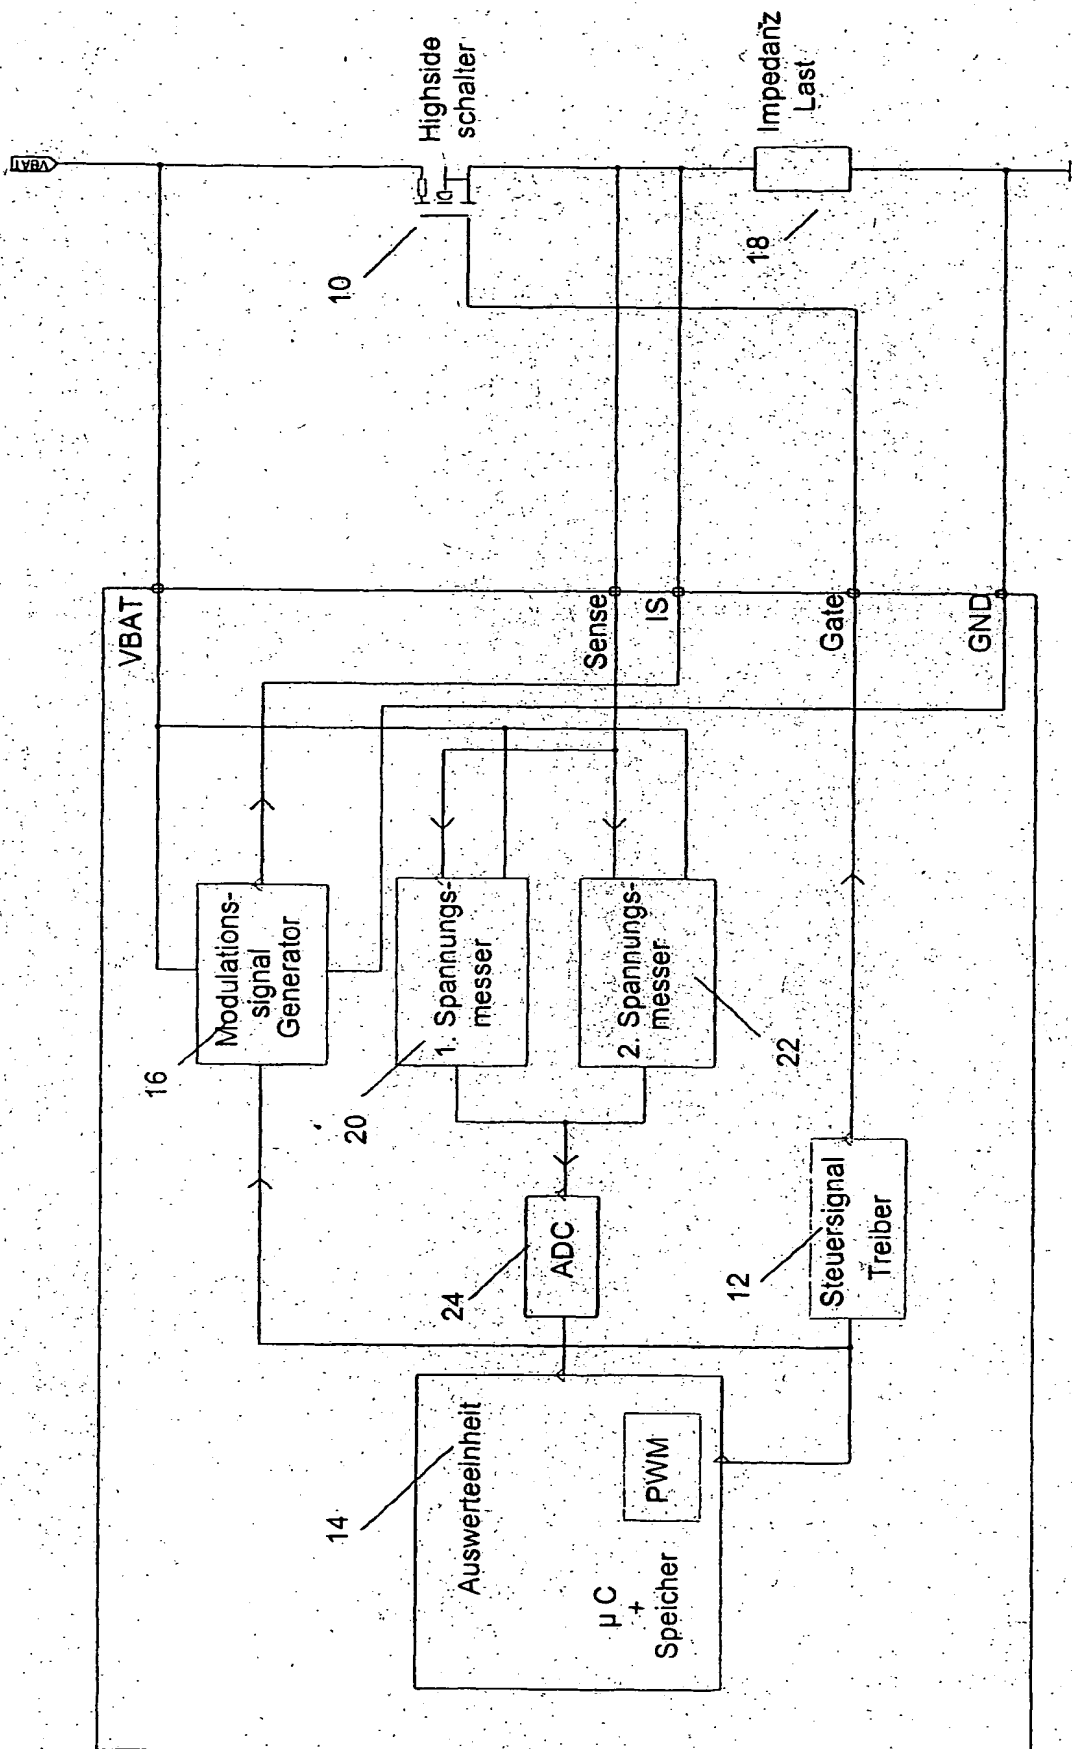 VBAT
Highside
schalter
Impedanz
Last
10
18
VBAT
Sense
IS
Gate
GND
Modulations-
signal
Generator
16
1. Spannungs-
messer
20
2. Spannungs-
messer
22
ADC
24
Steuersignal
Treiber
12
Auswerteeinheit
14
PWM
µ C
+
Speicher